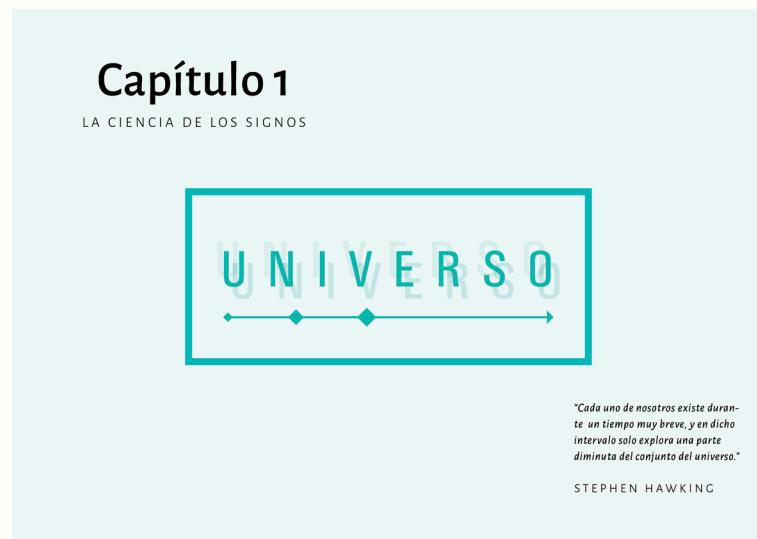 Capítulo 1
LA CIENCIA DE LOS SIGNOS
UNIVERSO
"Cada uno de nosotros existe duran-
te un tiempo muy breve, y en dicho
intervalo solo explora una parte
diminuta del conjunto del universo."
STEPHEN HAWKING